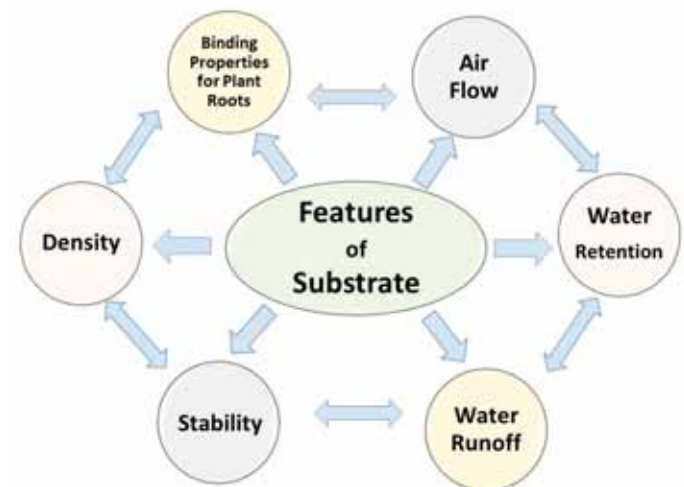 Binding
Properties
for Plant
Roots
Air
Flow
Features
of
Substrate
Density
Water
Retention
Stability
Water
Runoff